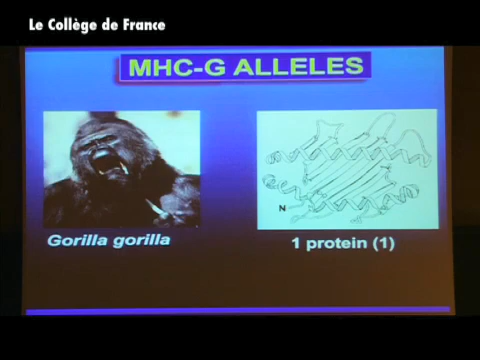 Le Collège de France
MHC-G ALLELES
N
Gorilla gorilla
1 protein (1)